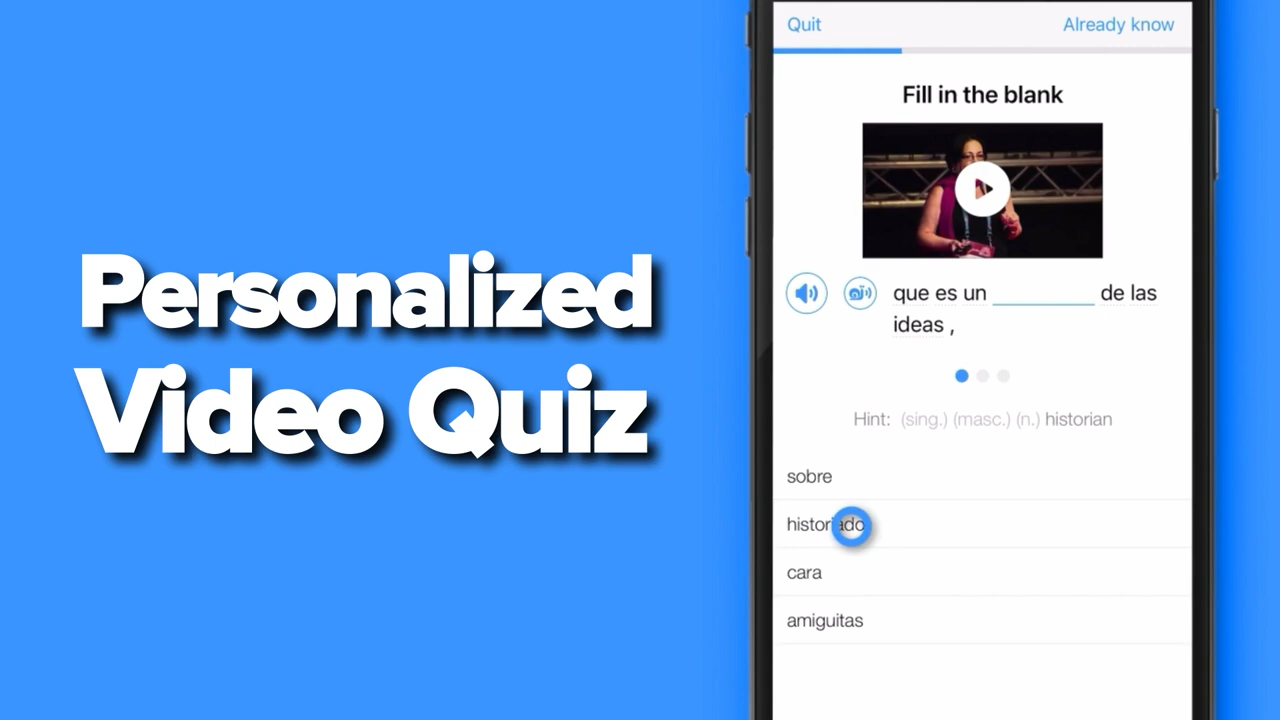 Personalized
Video Quiz
Quit
Already know
Fill in the blank
que es un __________ de las
ideas ,
Hint: (sing.) (masc.) (n.) historian
sobre
cara
amiguitas